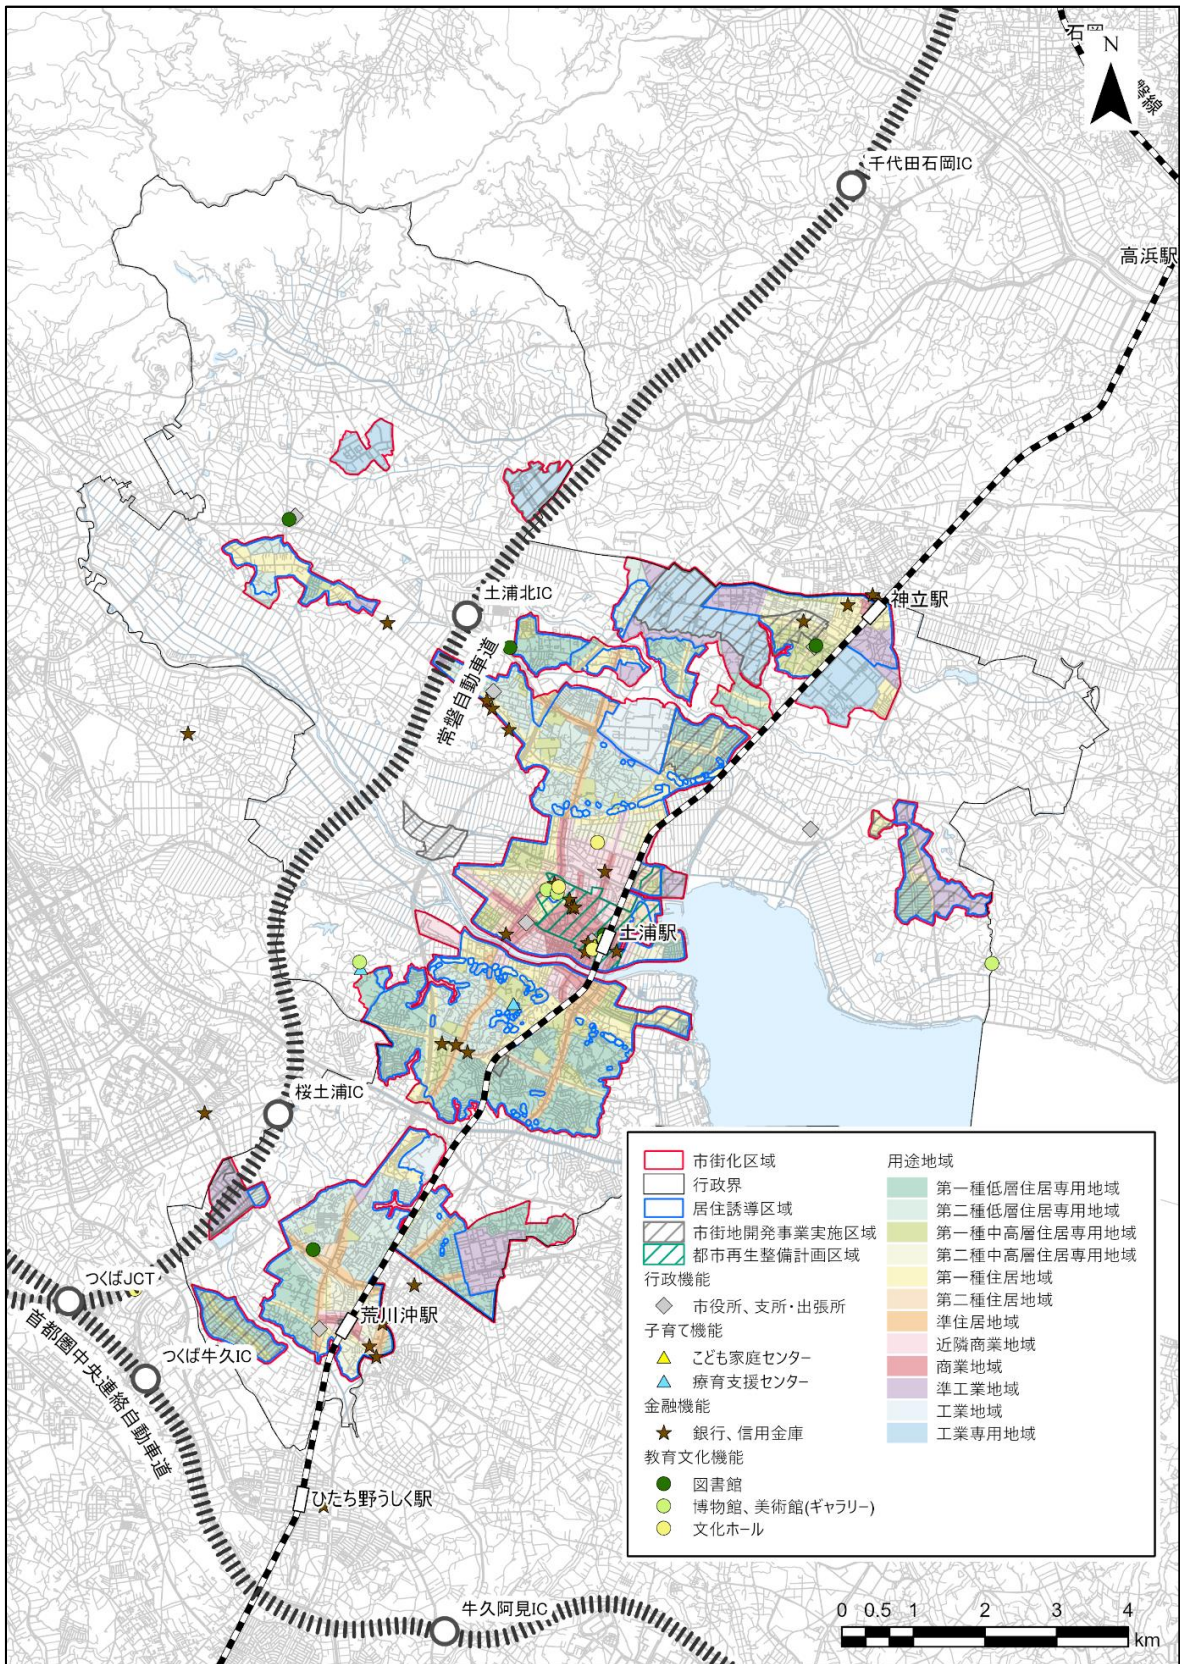 石岡
N
常磐線
千代田石岡IC
高浜駅
土浦北IC
神立駅
常磐自動車道
土浦駅
桜土浦IC
つくばJCT
荒川沖駅
首都圏中央連絡自動車道
つくば牛久IC
ひたち野うしく駅
牛久阿見IC
市街化区域
行政界
居住誘導区域
市街地開発事業実施区域
都市再生整備計画区域
行政機能
市役所、支所・出張所
子育て機能
こども家庭センター
療育支援センター
金融機能
銀行、信用金庫
教育文化機能
図書館
博物館、美術館(ギャラリー)
文化ホール
用途地域
第一種低層住居専用地域
第二種低層住居専用地域
第一種中高層住居専用地域
第二種中高層住居専用地域
第一種住居地域
第二種住居地域
準住居地域
近隣商業地域
商業地域
準工業地域
工業地域
工業専用地域
0 0.5 1 2 3 4
km